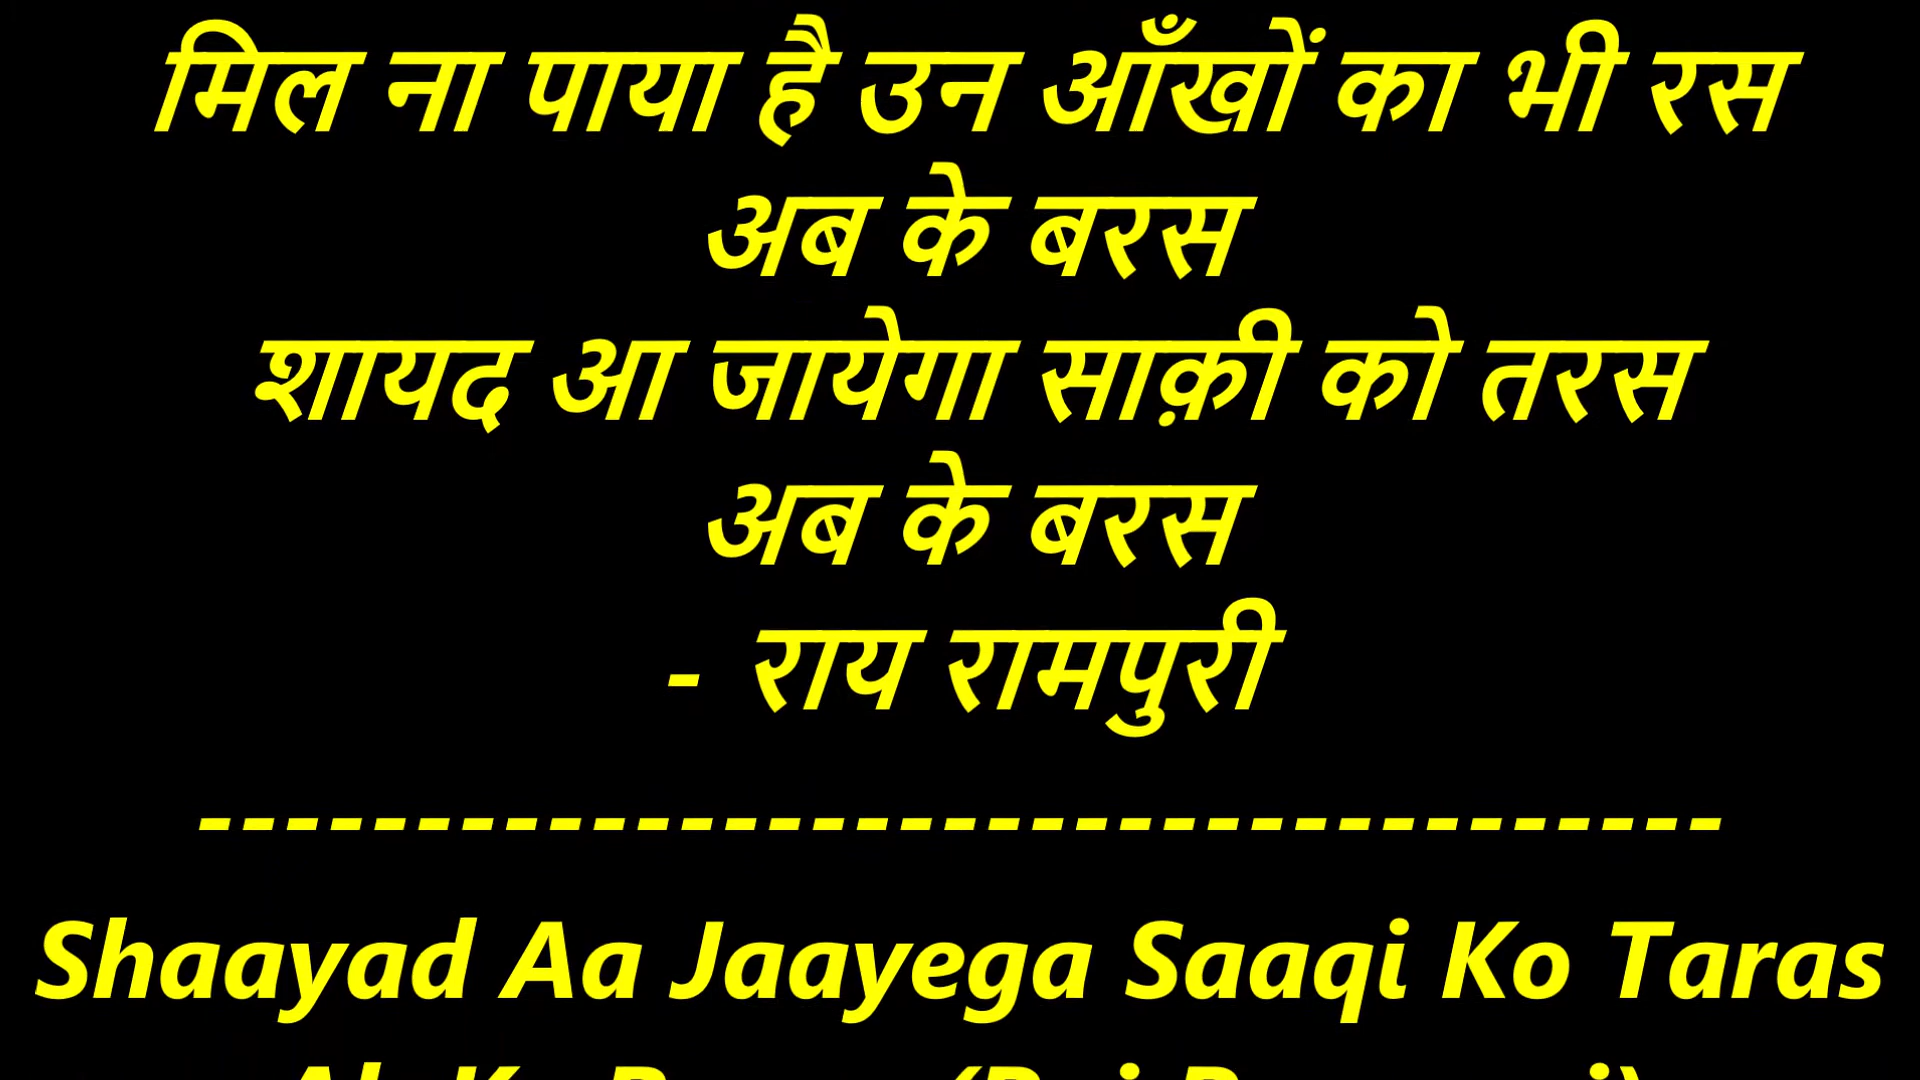 मिल ना पाया है उन आँखों का भी रस
अब के बरस
शायद आ जायेगा साक़ी को तरस
अब के बरस
- राय रामपुरी
-----------------------------------
Shaayad Aa Jaayega Saaqi Ko Taras